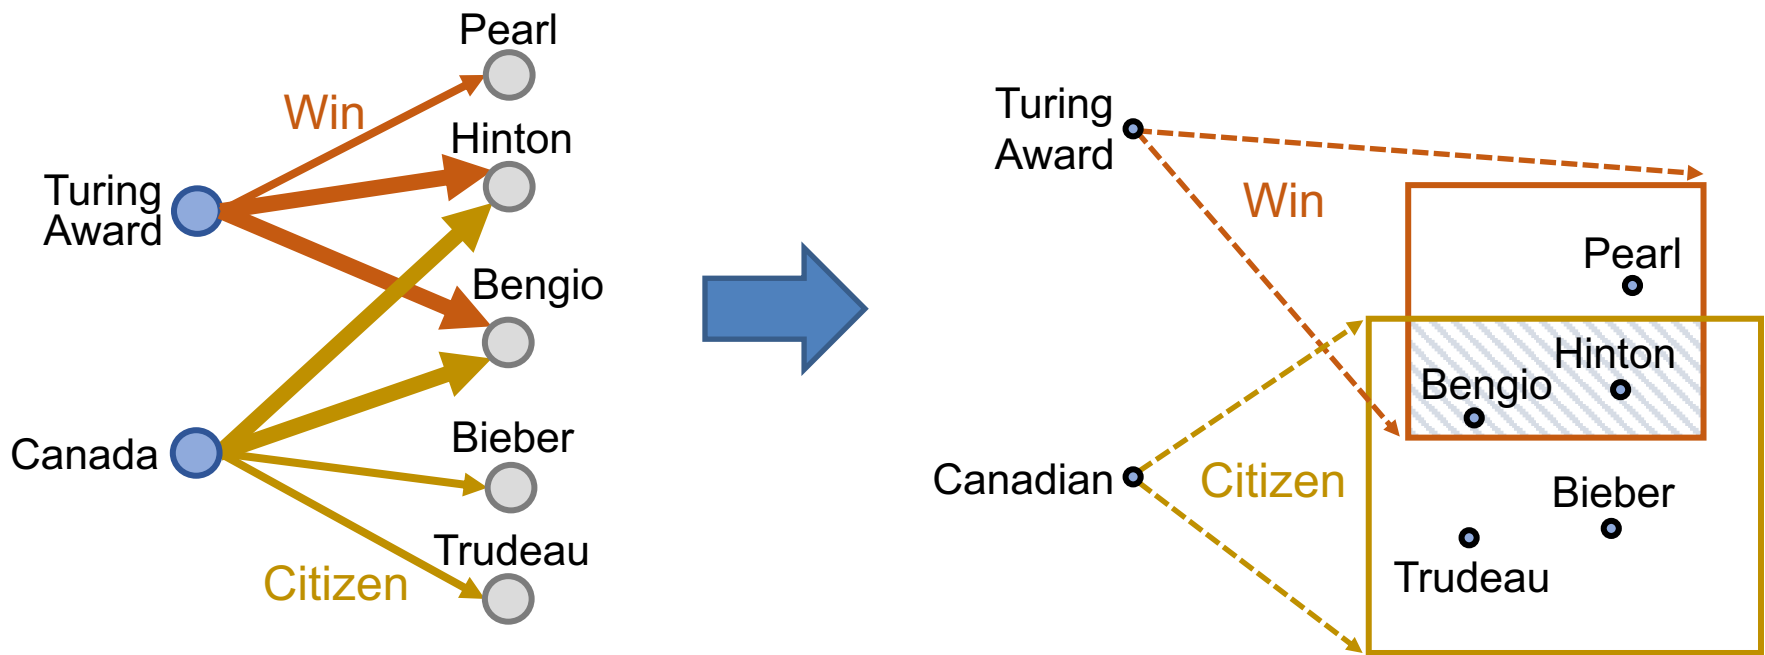 Pearl
Win
Hinton
Turing
Award
Bengio
Canada
Bieber
Trudeau
Citizen
Turing
Award
Win
Pearl
Hinton
Bengio
Canadian
Citizen
Bieber
Trudeau